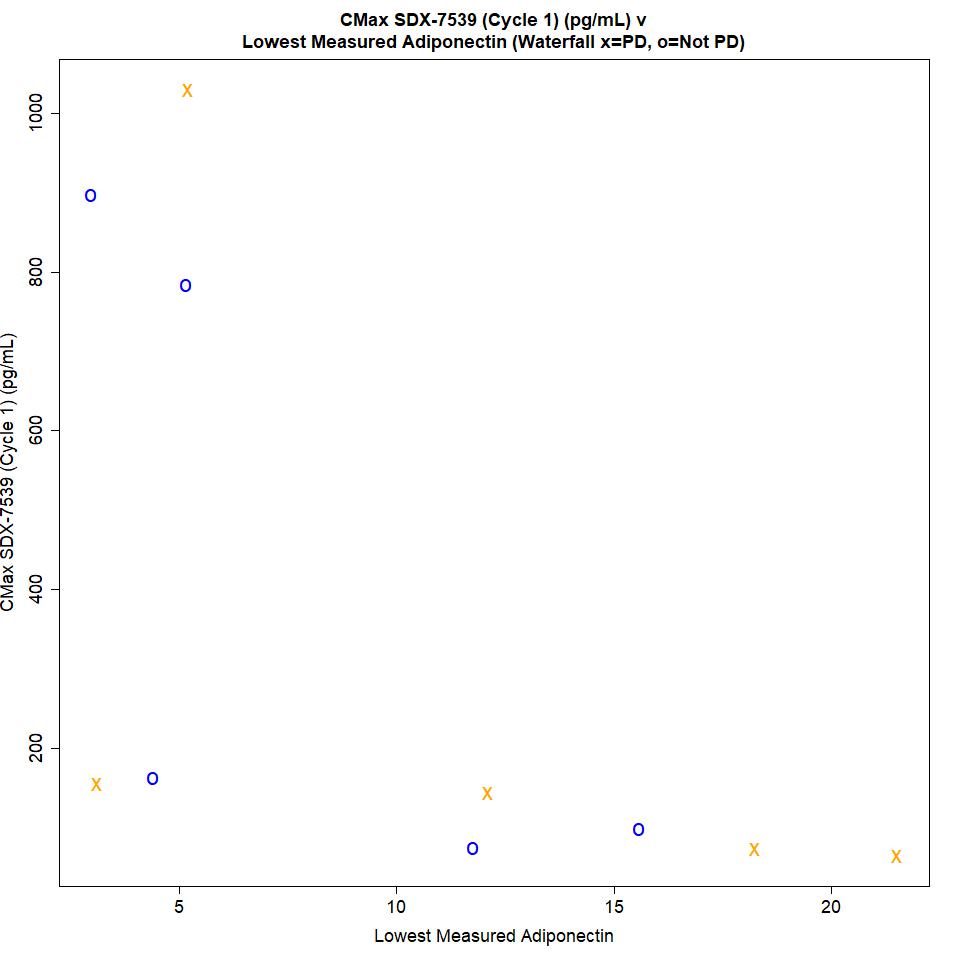 CMax SDX-7539 (Cycle 1) (pg/mL) v
Lowest Measured Adiponectin (Waterfall x=PD, o=Not PD)
CMax SDX-7539 (Cycle 1) (pg/mL)
1000
800
600
400
200
x
o
o
x
o
x
o
o
x
x
5 10 15 20
Lowest Measured Adiponectin